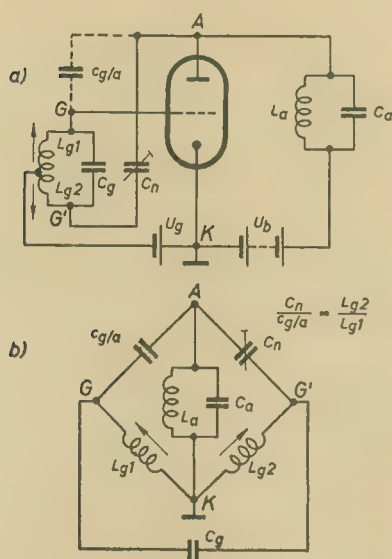 A
a)
c_g/a
G
L_a
C_a
L_g1
C_g
C_n
L_g2
G'
U_g
K
U_b
A
C_n / c_g/a = L_g2 / L_g1
b)
c_g/a
C_n
G
G'
L_a
C_a
L_g1
L_g2
K
C_g